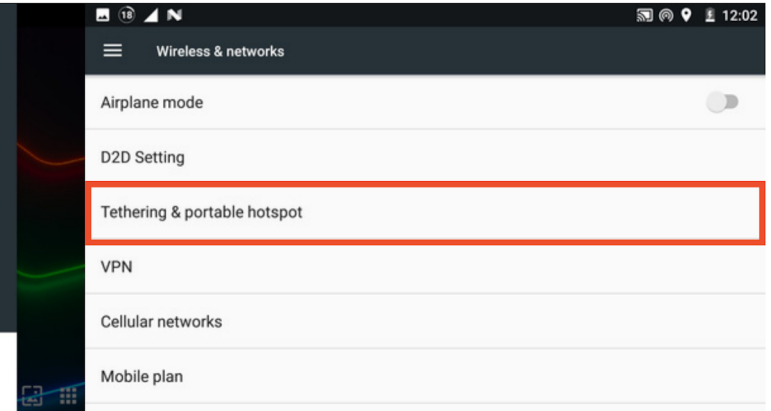 18 12:02
Wireless & networks
Airplane mode
D2D Setting
Tethering & portable hotspot
VPN
Cellular networks
Mobile plan